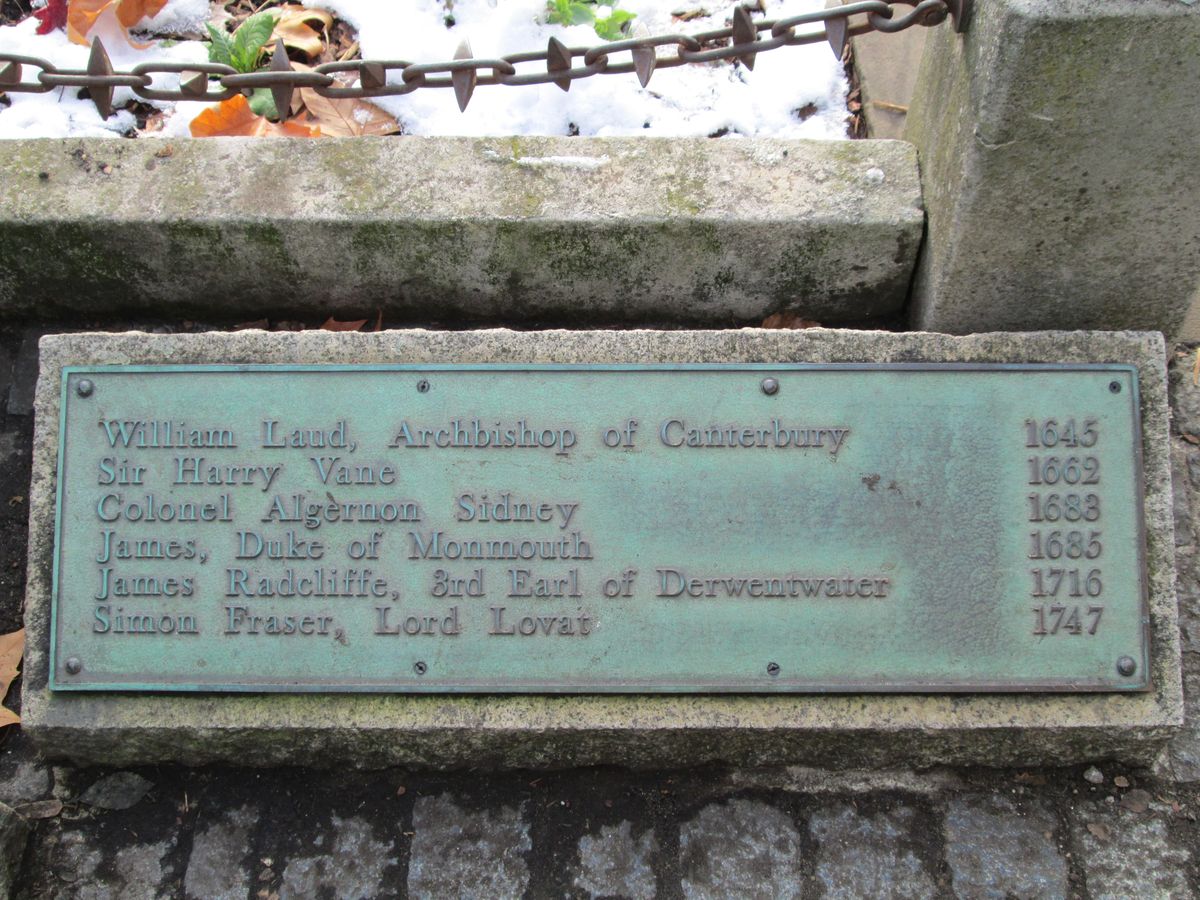 William Laud, Archbishop of Canterbury 1645
Sir Harry Vane 1662
Colonel Algernon Sidney 1683
James, Duke of Monmouth 1685
James Radcliffe, 3rd Earl of Derwentwater 1716
Simon Fraser, Lord Lovat 1747